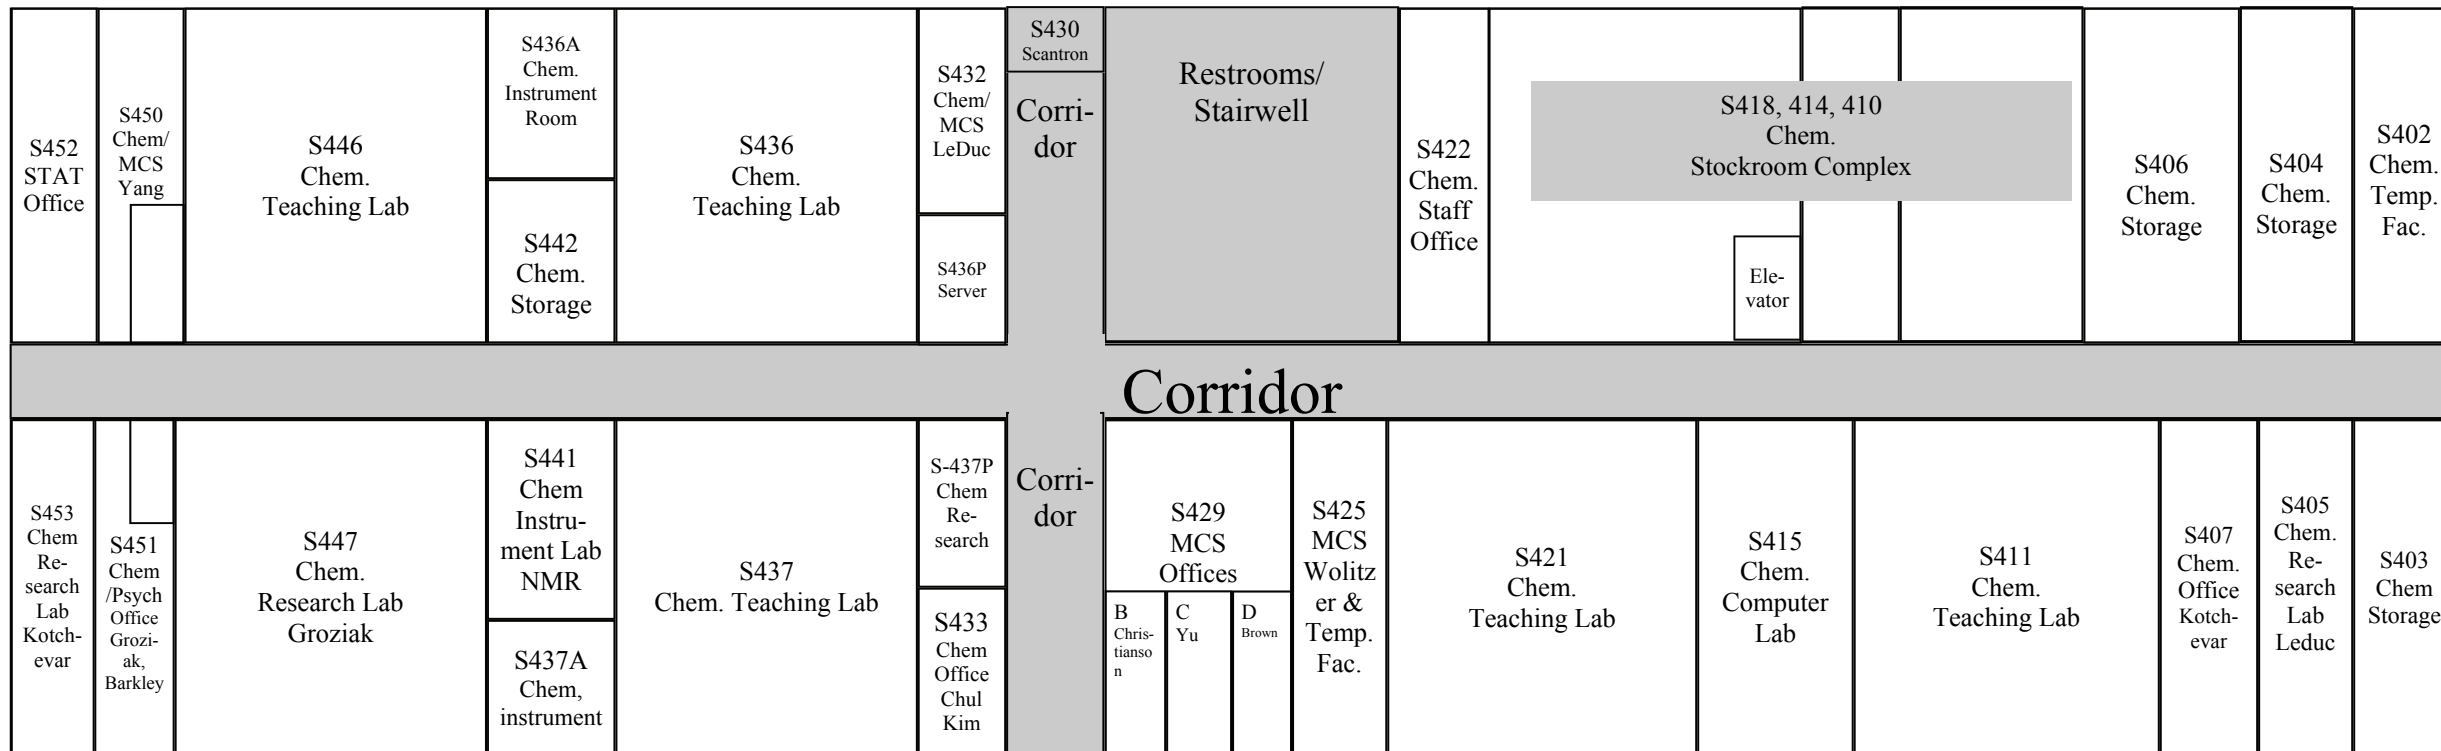 S452
STAT
Office
S450
Chem/
MCS
Yang
S446
Chem.
Teaching Lab
S436A
Chem.
Instrument
Room
S442
Chem.
Storage
S436
Chem.
Teaching Lab
S432
Chem/
MCS
LeDuc
S436P
Server
S430
Scantron
Corri-
dor
Restrooms/
Stairwell
S422
Chem.
Staff
Office
S418, 414, 410
Chem.
Stockroom Complex
Ele-
vator
S406
Chem.
Storage
S404
Chem.
Storage
S402
Chem.
Temp.
Fac.
Corridor
S453
Chem
Re-
search
Lab
Kotch-
evar
S451
Chem
/Psych
Office
Grozi-
ak,
Barkley
S447
Chem.
Research Lab
Groziak
S441
Chem
Instru-
ment Lab
NMR
S437A
Chem,
instrument
S437
Chem. Teaching Lab
S-437P
Chem
Re-
search
S433
Chem
Office
Chul
Kim
Corri-
dor
S429
MCS
Offices
B
Chris-
tianso
n
C
Yu
D
Brown
S425
MCS
Wolitz
er &
Temp.
Fac.
S421
Chem.
Teaching Lab
S415
Chem.
Computer
Lab
S411
Chem.
Teaching Lab
S407
Chem.
Office
Kotch-
evar
S405
Chem.
Re-
search
Lab
Leduc
S403
Chem
Storage